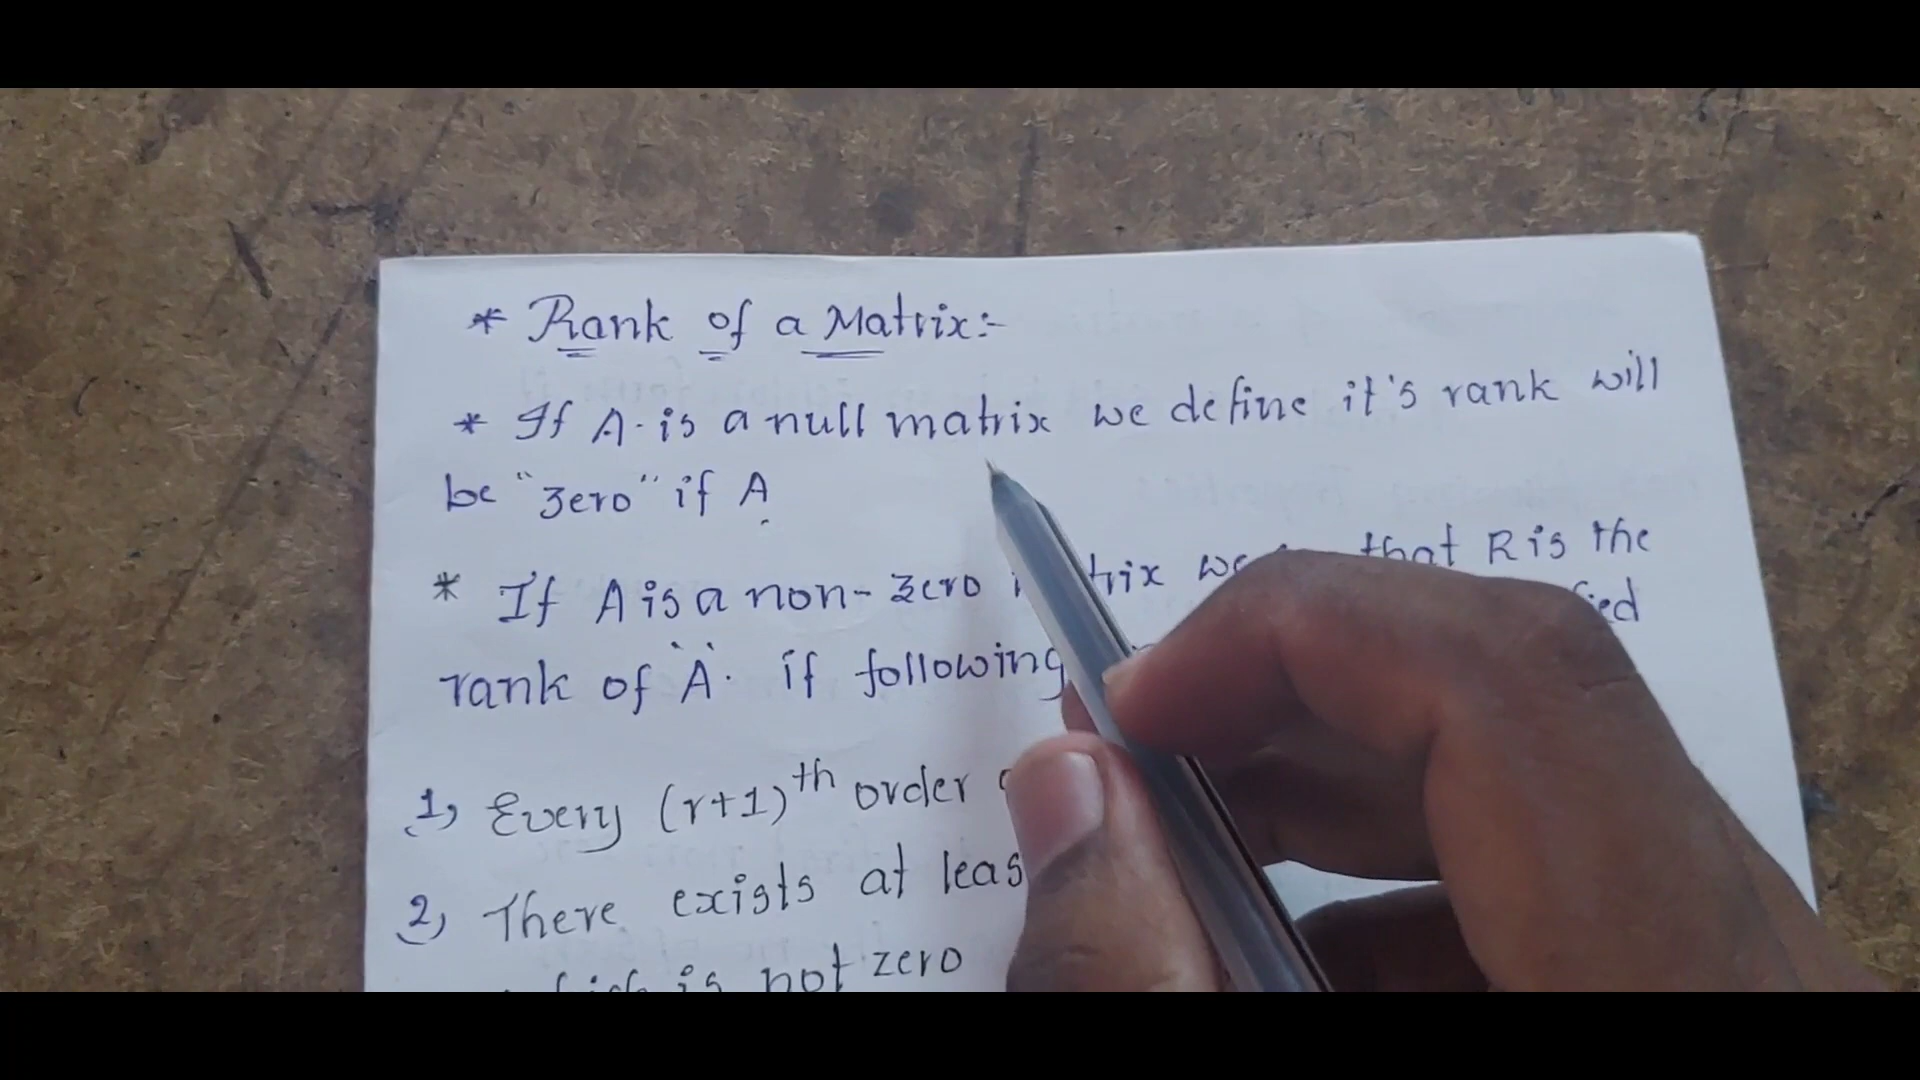 * Rank of a Matrix:-
* If A is a null matrix we define it's rank will
be "zero" if A
* If A is a non-zero that R is the
rank of "A". if following
1) Every (r+1)th order
2) There exists at
is not zero